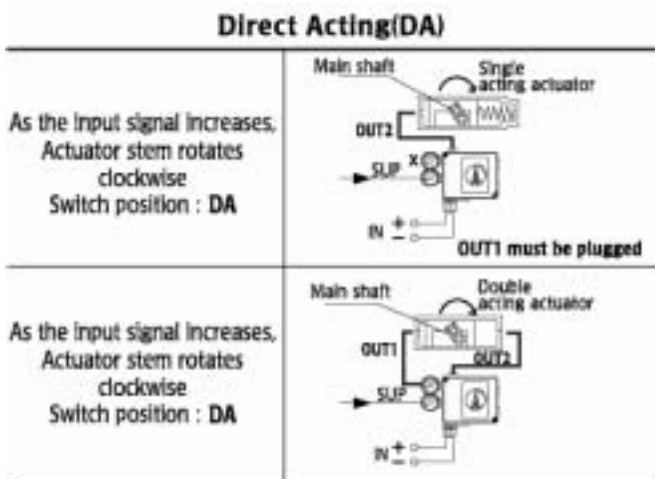 Direct Acting(DA)
As the input signal increases,
Actuator stem rotates
clockwise
Switch position : DA
Main shaft
Single
acting actuator
OUT2
X
SUP
IN
+
−
OUT1 must be plugged
As the input signal increases,
Actuator stem rotates
clockwise
Switch position : DA
Main shaft
Double
acting actuator
OUT1
OUT2
SUP
IN
+
−